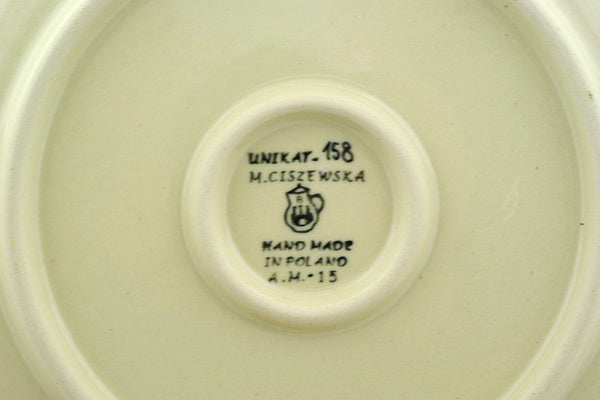 UNIKAT-158
M.CISZEWSKA
HAND MADE
IN POLAND
A.M.-15